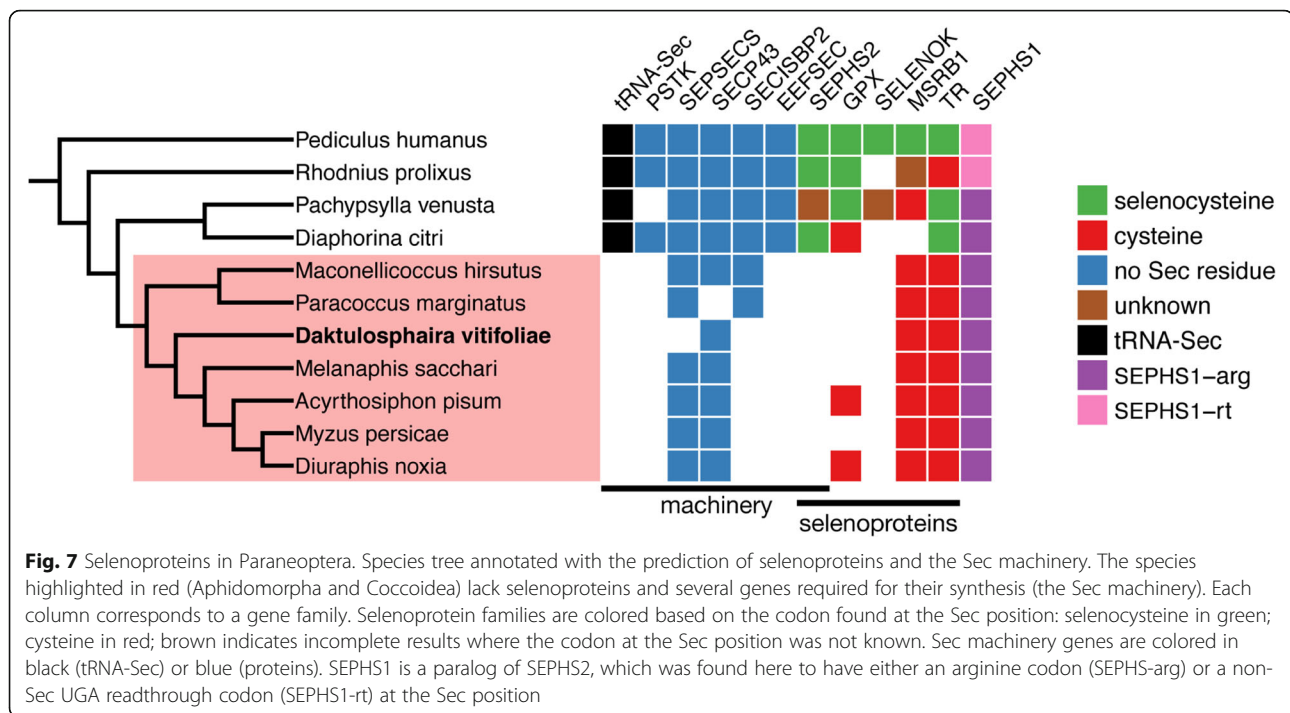 tRNA-Sec
PSTK
SEPSECS
SECP43
SECISBP2
EEFSEC
SEPHS2
GPX
SELENOK
MSRB1
TR
SEPHS1
Pediculus humanus
Rhodnius prolixus
Pachypsylla venusta
Diaphorina citri
Maconellicoccus hirsutus
Paracoccus marginatus
Daktulosphaira vitifoliae
Melanaphis sacchari
Acyrthosiphon pisum
Myzus persicae
Diuraphis noxia
selenocysteine
cysteine
no Sec residue
unknown
tRNA-Sec
SEPHS1–arg
SEPHS1–rt
machinery
selenoproteins
Fig. 7 Selenoproteins in Paraneoptera. Species tree annotated with the prediction of selenoproteins and the Sec machinery. The species
highlighted in red (Aphidomorpha and Coccoidea) lack selenoproteins and several genes required for their synthesis (the Sec machinery). Each
column corresponds to a gene family. Selenoprotein families are colored based on the codon found at the Sec position: selenocysteine in green;
cysteine in red; brown indicates incomplete results where the codon at the Sec position was not known. Sec machinery genes are colored in
black (tRNA-Sec) or blue (proteins). SEPHS1 is a paralog of SEPHS2, which was found here to have either an arginine codon (SEPHS-arg) or a non-
Sec UGA readthrough codon (SEPHS1-rt) at the Sec position